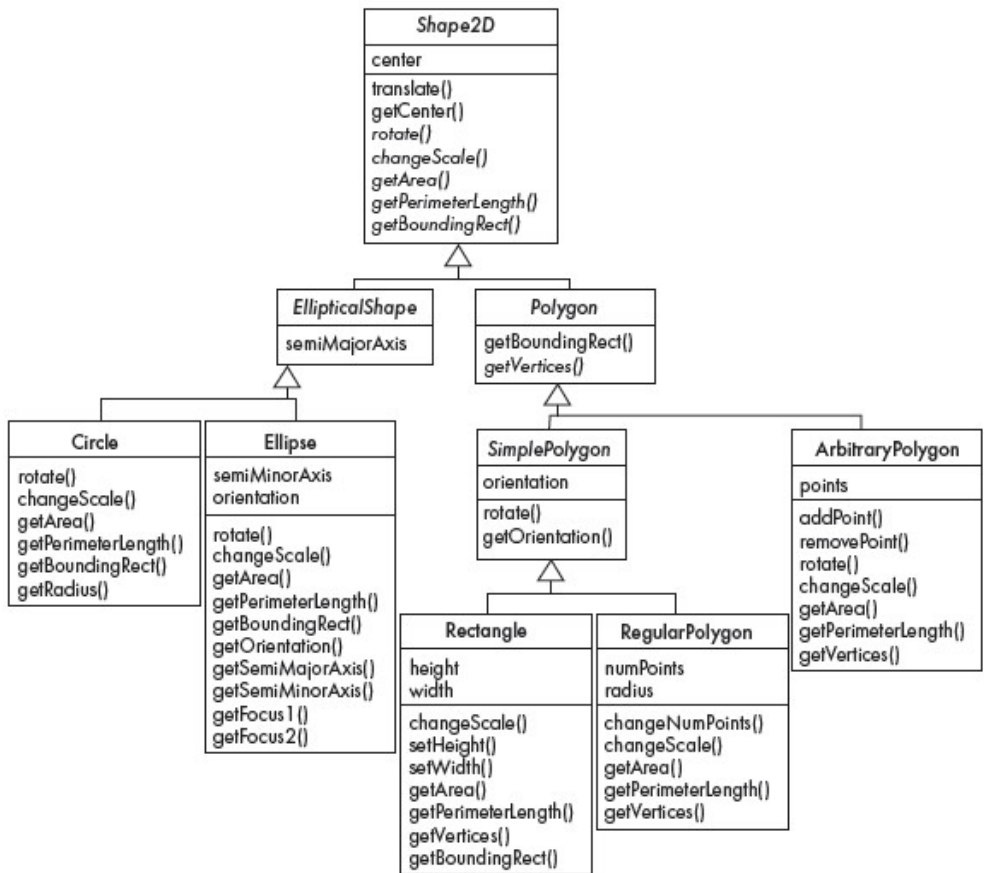 Shape2D
center
translate()
getCenter()
rotate()
changeScale()
getArea()
getPerimeterLength()
getBoundingRect()
EllipticalShape
semiMajorAxis
Polygon
getBoundingRect()
getVertices()
Circle
rotate()
changeScale()
getArea()
getPerimeterLength()
getBoundingRect()
getRadius()
Ellipse
semiMinorAxis
orientation
rotate()
changeScale()
getArea()
getPerimeterLength()
getBoundingRect()
getOrientation()
getSemiMajorAxis()
getSemiMinorAxis()
getFocus1()
getFocus2()
SimplePolygon
orientation
rotate()
getOrientation()
ArbitraryPolygon
points
addPoint()
removePoint()
rotate()
changeScale()
getArea()
getPerimeterLength()
getVertices()
Rectangle
height
width
changeScale()
setHeight()
setWidth()
getArea()
getPerimeterLength()
getVertices()
getBoundingRect()
RegularPolygon
numPoints
radius
changeNumPoints()
changeScale()
getArea()
getPerimeterLength()
getVertices()